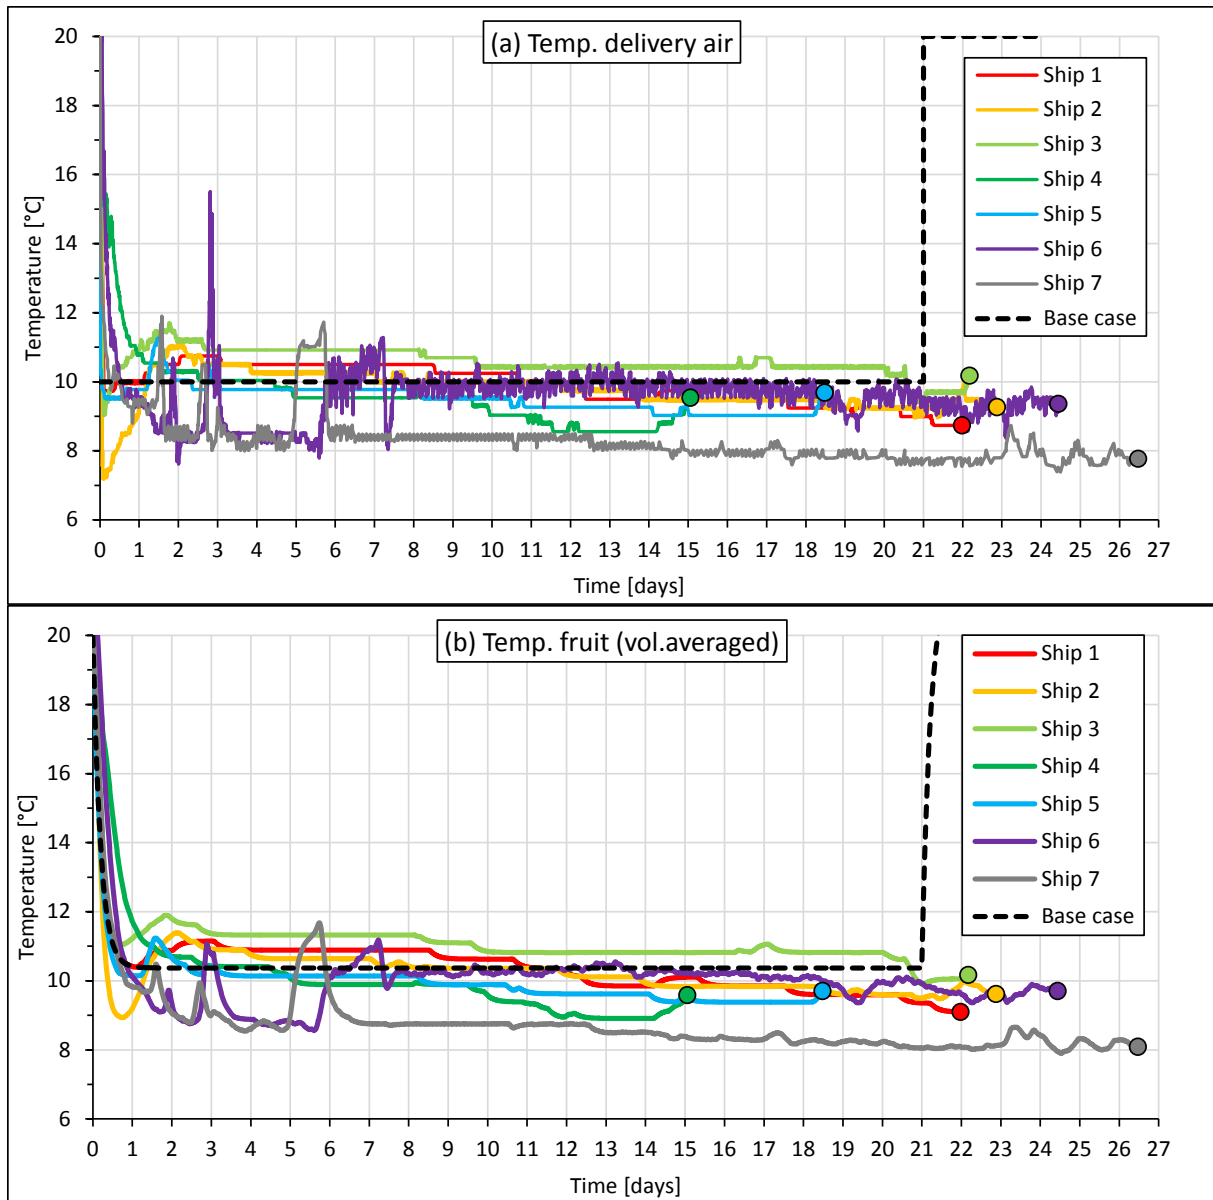 (a) Temp. delivery air
Temperature [°C]
20
18
16
14
12
10
8
6
0 1 2 3 4 5 6 7 8 9 10 11 12 13 14 15 16 17 18 19 20 21 22 23 24 25 26 27
Time [days]
Ship 1
Ship 2
Ship 3
Ship 4
Ship 5
Ship 6
Ship 7
Base case
(b) Temp. fruit (vol.averaged)
Temperature [°C]
20
18
16
14
12
10
8
6
0 1 2 3 4 5 6 7 8 9 10 11 12 13 14 15 16 17 18 19 20 21 22 23 24 25 26 27
Time [days]
Ship 1
Ship 2
Ship 3
Ship 4
Ship 5
Ship 6
Ship 7
Base case